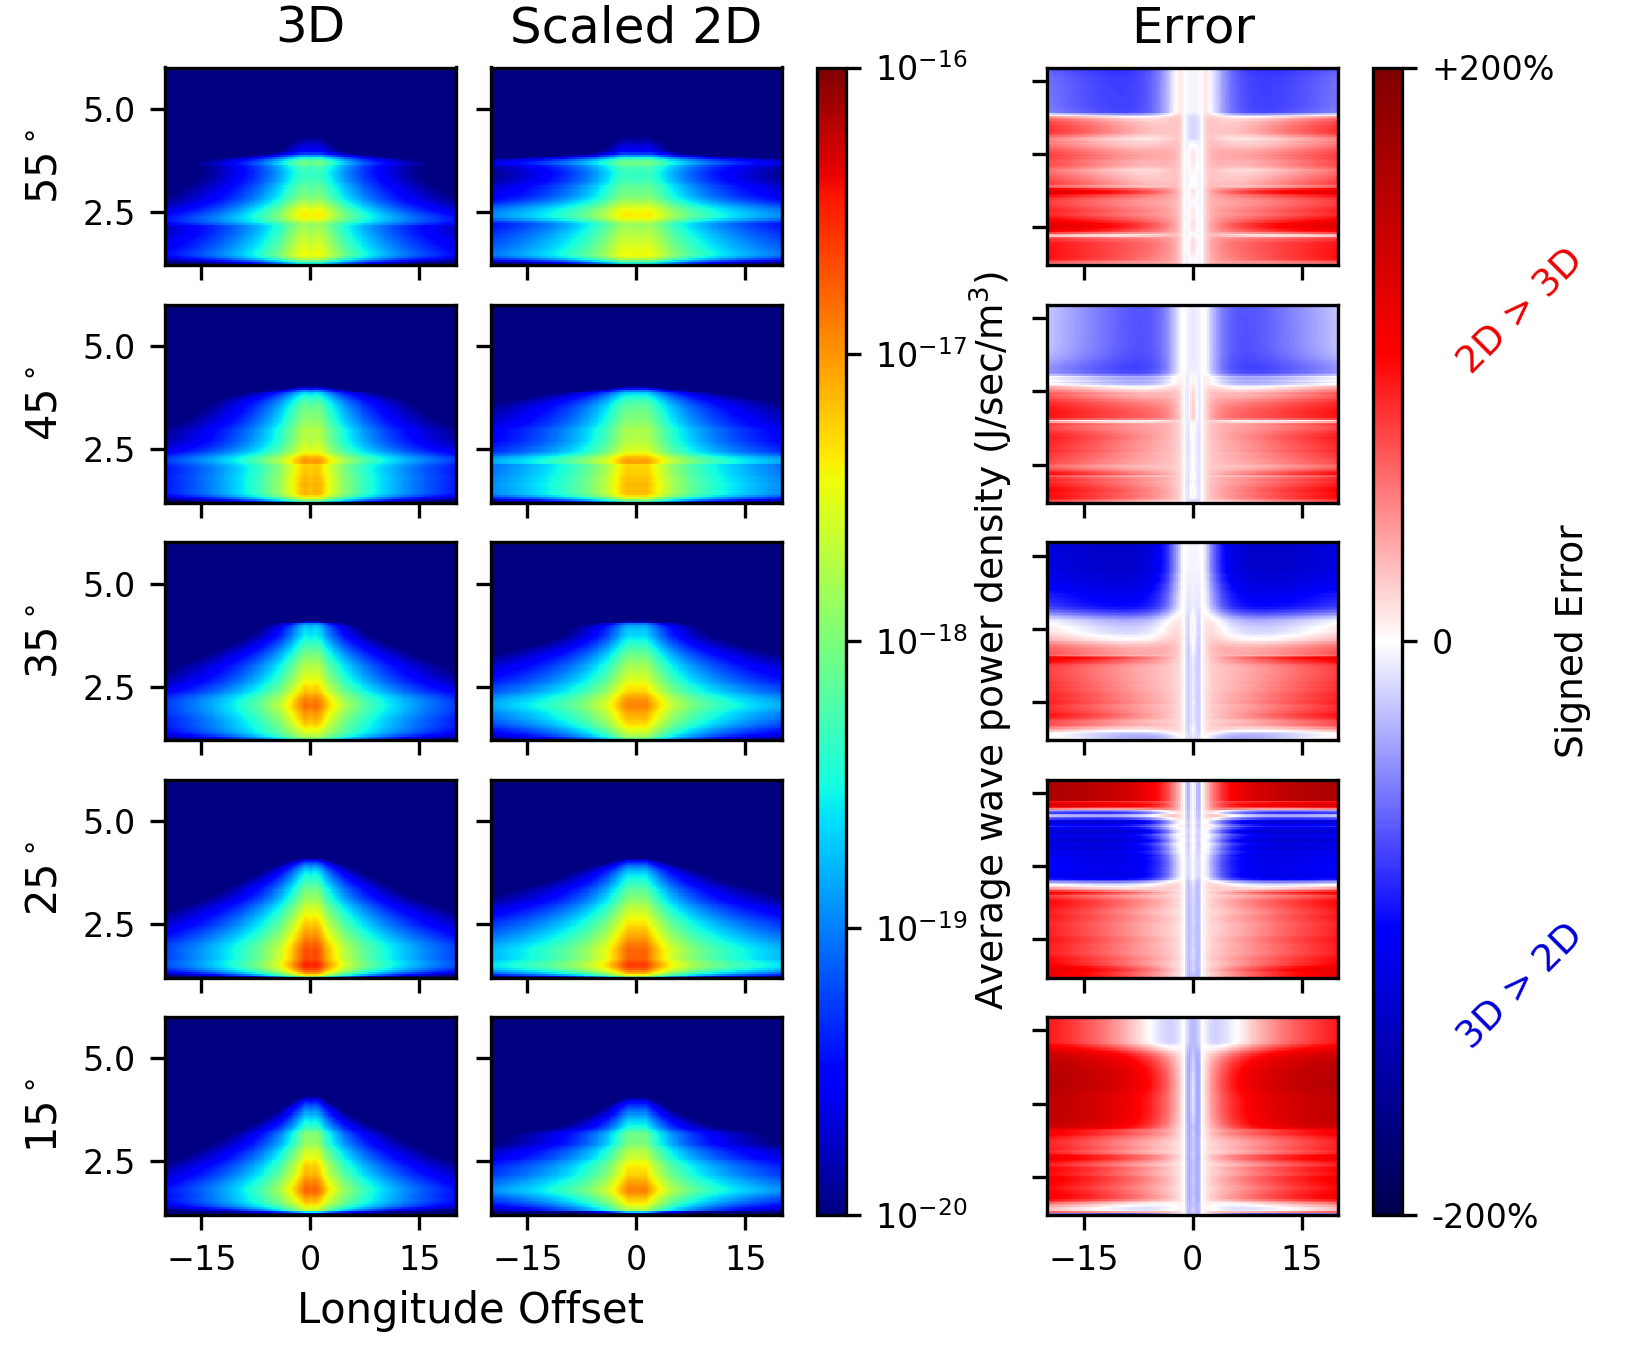 3D Scaled 2D Error
55° 5.0 2.5
45° 5.0 2.5
35° 5.0 2.5
25° 5.0 2.5
15° 5.0 2.5
−15 0 15 −15 0 15 −15 0 15
Longitude Offset
10⁻¹⁶
10⁻¹⁷
10⁻¹⁸
10⁻¹⁹
10⁻²⁰
Average wave power density (J/sec/m³)
+200%
0
-200%
2D > 3D
3D > 2D
Signed Error